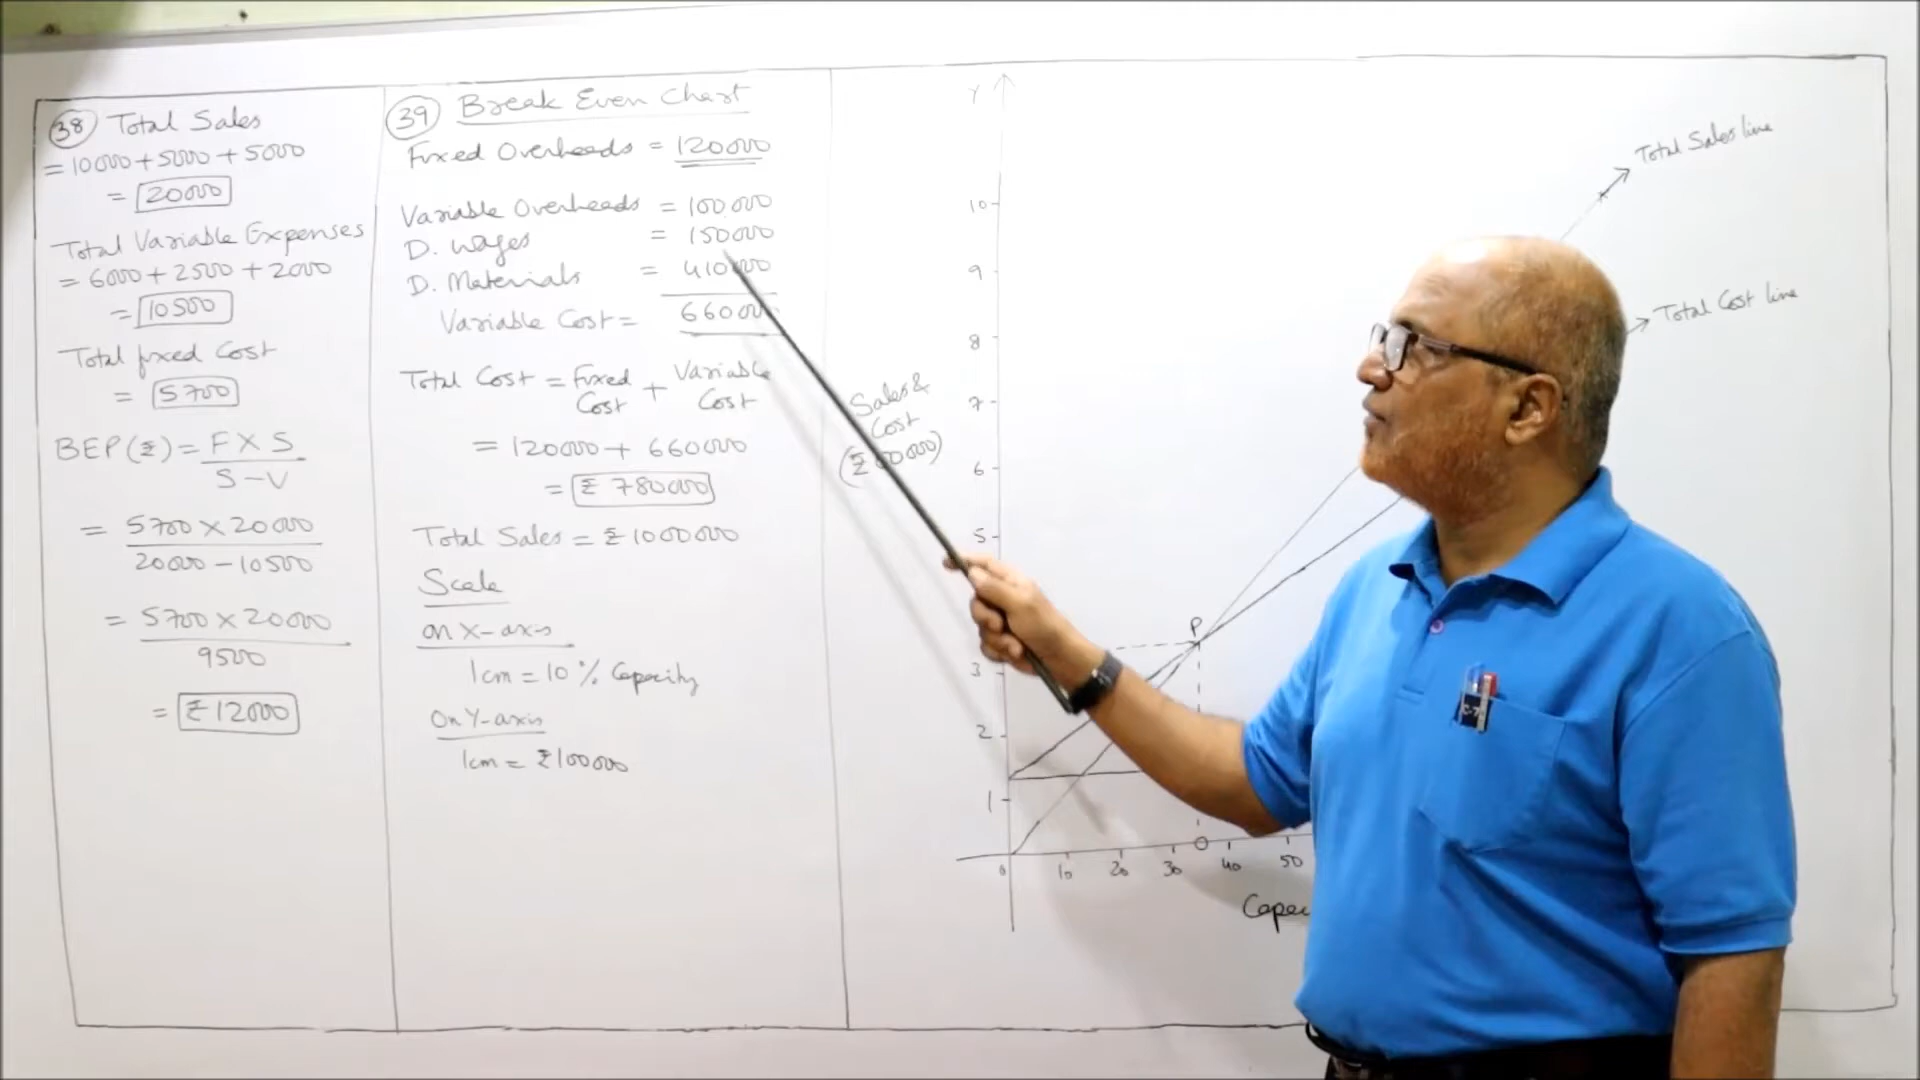 38 Total Sales
= 10000 + 5000 + 5000
= 20000
Total Variable Expenses
= 6000 + 2500 + 2000
= 10500
Total fixed Cost
= 5700
BEP (₹) = F X S
S - V
= 5700 X 20000
20000 - 10500
= 5700 X 20000
9500
= ₹ 12000
39 Break Even Chart
Fixed Overheads = 120000
Variable Overheads = 100000
D. Wages = 150000
D. Materials = 410000
Variable Cost = 660000
Total Cost = Fixed Cost + Variable Cost
= 120000 + 660000
= ₹ 780000
Total Sales = ₹ 1000000
Scale
on X-axis
1cm = 10 % Capacity
On Y-axis
1cm = ₹100000
Y
Total Sales line
Total Cost line
Sales &
Cost
10
9
8
7
6
5
3
2
1
P
0 10 20 30 O 40 50